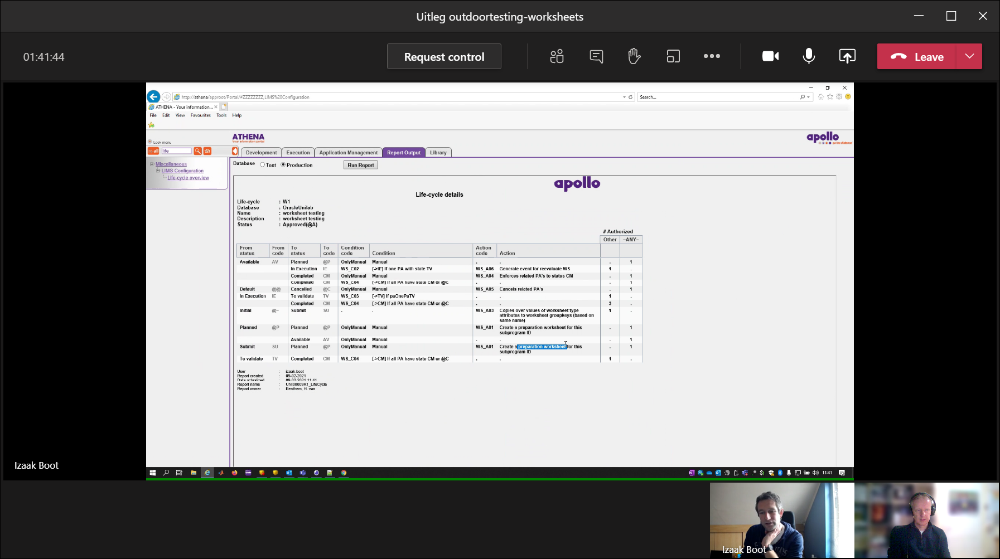 Uitleg outdoortesting-worksheets
01:41:44
Request control
Leave
http://athena/approot/Portal/#ZZZZZZZZ,LIMS%20Configuration
Search...
ATHENA - Your information...
File Edit View Favourites Tools Help
Look menu
ATHENA
Your information portal
apollo
go the distance!
all life
Development Execution Application Management Report Output Library
Miscellaneous
LIMS Configuration
Life-cycle overview
Database Test Production Run Report
apollo
Life-cycle details
Life-cycle : W1
Database : OracleUnilab
Name : worksheet testing
Description : worksheet testing
Status : Approved(@A)
# Authorized
Other ~ANY~
From status From code To status To code Condition code Condition Action code Action
Available AV Planned @P OnlyManual Manual . . . 1
In Execution IE WS_C02 [->IE] If one PA with state TV WS_A06 Generate event for reevaluate WS 1 .
Completed CM OnlyManual Manual WS_A04 Enforces related PA's to status CM . 1
Completed CM WS_C04 [->CM] If all PA have state CM or @C . . . 1
Default @@ Cancelled @C OnlyManual Manual WS_A05 Cancels related PA's . 1
In Execution IE To validate TV WS_C03 [->TV] If paOnePaTV . . 1 .
Completed CM WS_C04 [->CM] If all PA have state CM or @C . . 3 .
Initial @~ Submit SU . . WS_A03 Copies over values of worksheet type 1 .
attributes to worksheet groupkeys (based on
same name)
Planned @P Planned @P OnlyManual Manual WS_A01 Create a preparation worksheet for this . 1
subprogram ID
Available AV OnlyManual Manual . . . 1
Submit SU Planned @P OnlyManual Manual WS_A01 Create a preparation worksheet for this . 1
subprogram ID
To validate TV Completed CM WS_C04 [->CM] If all PA have state CM or @C . . 1 .
User : izaak.boot
Report created : 09-02-2021
Data actualized : 09-02-2021 11:41
Report name : UNI00009R1_LifeCycle
Report owner : Benthem, H. van
Izaak Boot
11:41
Izaak Boot